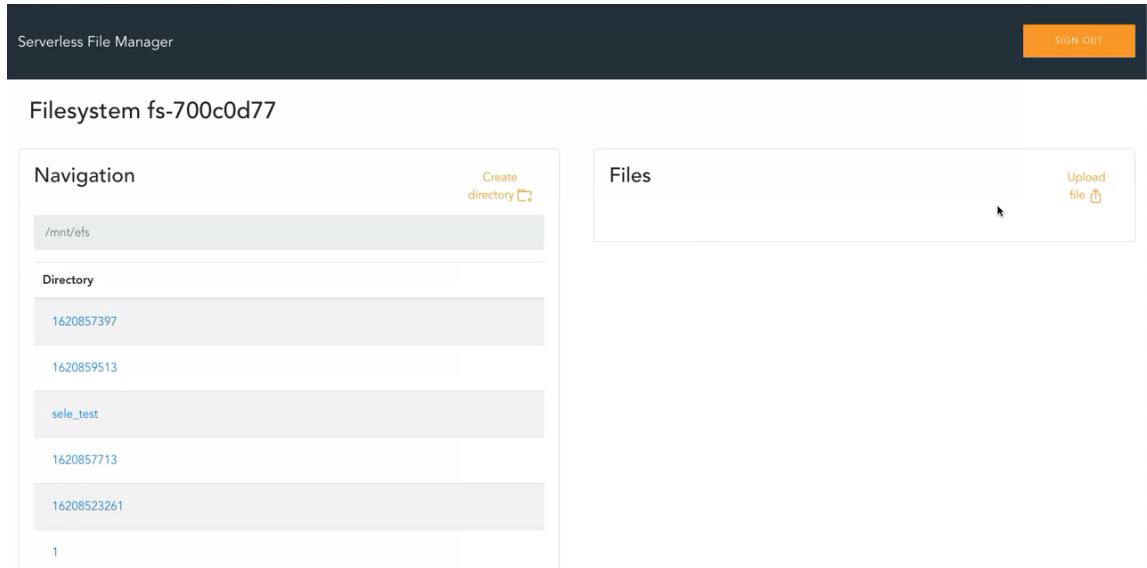 Serverless File Manager
SIGN OUT
Filesystem fs-700c0d77
Navigation
Create
directory
/mnt/efs
Directory
1620857397
1620859513
sele_test
1620857713
16208523261
1
Files
Upload
file